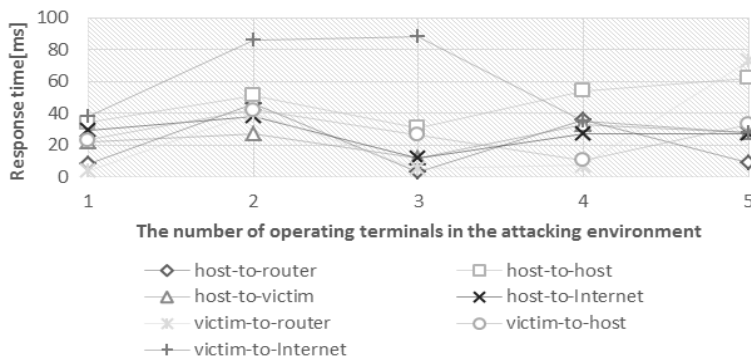 Response time[ms]
100
80
60
40
20
0
1 2 3 4 5
The number of operating terminals in the attacking environment
host-to-router host-to-host
host-to-victim host-to-Internet
victim-to-router victim-to-host
victim-to-Internet